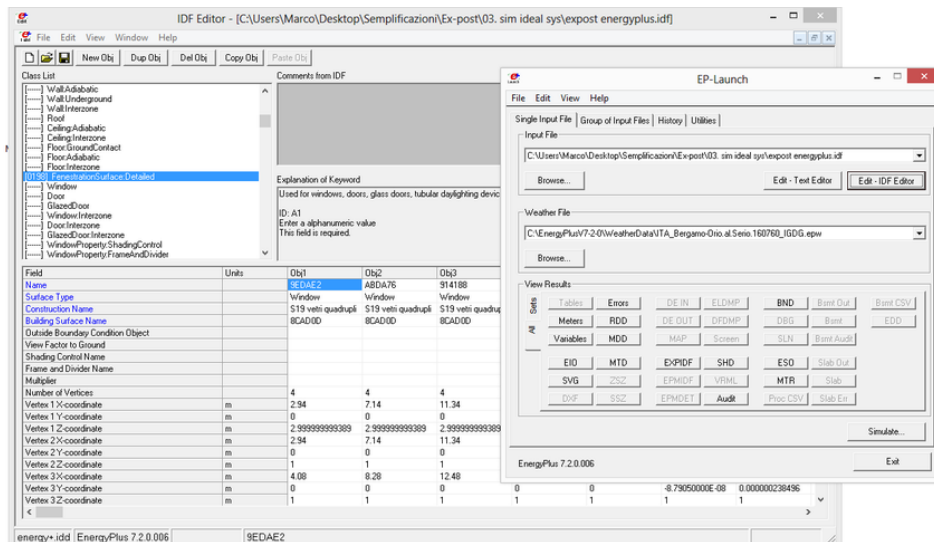 IDF Editor - [C:\Users\Marco\Desktop\Semplificazioni\Ex-post\03. sim ideal sys\expost energyplus.idf]
File Edit View Window Help
New Obj Dup Obj Del Obj Copy Obj Paste Obj
Class List
[------] Wall:Adiabatic
[------] Wall:Underground
[------] Wall:Interzone
[------] Roof
[------] Ceiling:Adiabatic
[------] Ceiling:Interzone
[------] Floor:GroundContact
[------] Floor:Adiabatic
[------] Floor:Interzone
[0198] FenestrationSurface:Detailed
[------] Window
[------] Door
[------] GlazedDoor
[------] Window:Interzone
[------] Door:Interzone
[------] GlazedDoor:Interzone
[------] WindowProperty:ShadingControl
[------] WindowProperty:FrameAndDivider
Comments from IDF
Explanation of Keyword
Used for windows, doors, glass doors, tubular daylighting devic
ID: A1
Enter a alphanumeric value
This field is required.
Field Units Obj1 Obj2 Obj3
Name 9EDAE2 ABDA76 914188
Surface Type Window Window Window
Construction Name S19 vetri quadrupli S19 vetri quadrupli S19 vetri quadrup
Building Surface Name 8CAD0D 8CAD0D 8CAD0D
Outside Boundary Condition Object
View Factor to Ground
Shading Control Name
Frame and Divider Name
Multiplier
Number of Vertices 4 4 4
Vertex 1 X-coordinate m 2.94 7.14 11.34
Vertex 1 Y-coordinate m 0 0 0
Vertex 1 Z-coordinate m 2.999999999389 2.999999999389 2.999999999389
Vertex 2 X-coordinate m 2.94 7.14 11.34
Vertex 2 Y-coordinate m 0 0 0
Vertex 2 Z-coordinate m 1 1 1
Vertex 3 X-coordinate m 4.08 8.28 12.48
Vertex 3 Y-coordinate m 0 0 0 0 0 -8.79050000E-08 0.000000238496
Vertex 3 Z-coordinate m 1 1 1 1 1 1 1
energy+.idd EnergyPlus 7.2.0.006 9EDAE2
EP-Launch
File Edit View Help
Single Input File Group of Input Files History Utilities
Input File
C:\Users\Marco\Desktop\Semplificazioni\Ex-post\03. sim ideal sys\expost energyplus.idf
Browse... Edit - Text Editor Edit - IDF Editor
Weather File
C:\EnergyPlusV7-2-0\WeatherData\ITA_Bergamo-Orio.al.Serio.160760_IGDG.epw
Browse...
View Results
Sets
All
Tables Errors DE IN ELDMP BND Bsmt Out Bsmt CSV
Meters RDD DE OUT DFDMP DBG Bsmt EDD
Variables MDD MAP Screen SLN Bsmt Audit
EIO MTD EXPIDF SHD ESO Slab Out
SVG ZSZ EPMIDF VRML MTR Slab
DXF SSZ EPMDET Audit Proc CSV Slab Err
Simulate...
EnergyPlus 7.2.0.006 Exit